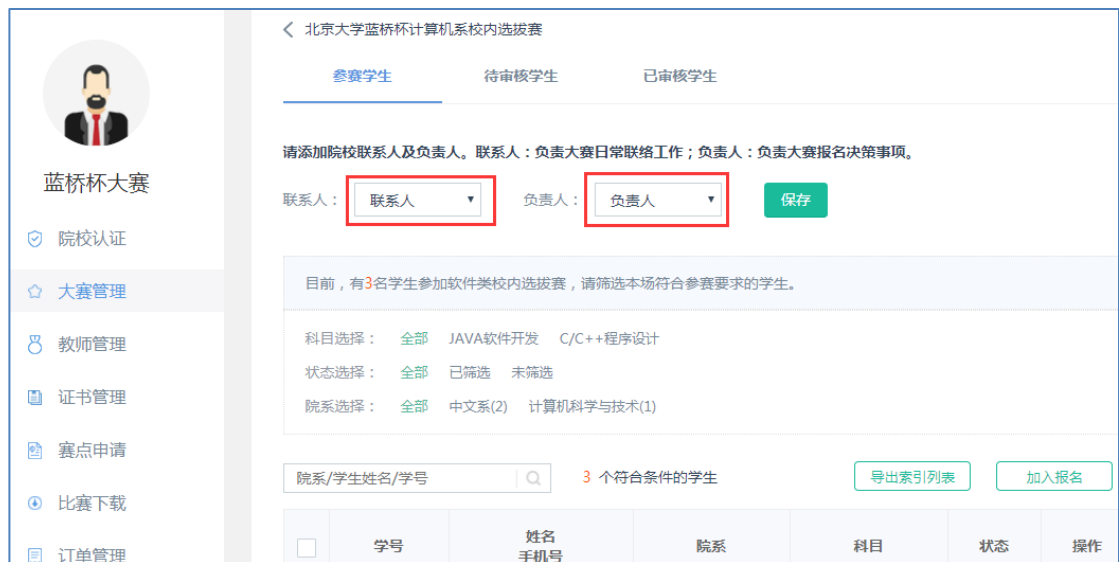 北京大学蓝桥杯计算机系校内选拔赛
参赛学生 待审核学生 已审核学生
请添加院校联系人及负责人。联系人：负责大赛日常联络工作；负责人：负责大赛报名决策事项。
联系人： 联系人 负责人： 负责人 保存
蓝桥杯大赛
院校认证
大赛管理
教师管理
证书管理
赛点申请
比赛下载
订单管理
目前，有3名学生参加软件类校内选拔赛，请筛选本场符合参赛要求的学生。
科目选择： 全部 JAVA软件开发 C/C++程序设计
状态选择： 全部 已筛选 未筛选
院系选择： 全部 中文系(2) 计算机科学与技术(1)
院系/学生姓名/学号 3 个符合条件的学生 导出索引列表 加入报名
学号 姓名 院系 科目 状态 操作
手机号